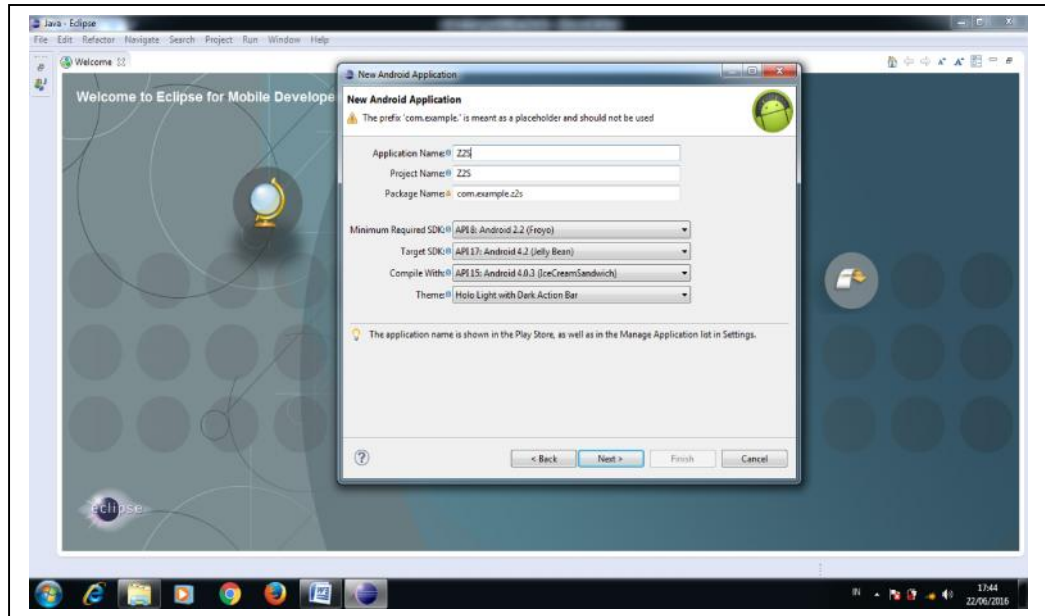 Java - Eclipse
File Edit Refactor Navigate Search Project Run Window Help
Welcome
Welcome to Eclipse for Mobile Develope
New Android Application
New Android Application
The prefix 'com.example.' is meant as a placeholder and should not be used
Application Name: Z2S
Project Name: Z2S
Package Name: com.example.z2s
Minimum Required SDK: API 8: Android 2.2 (Froyo)
Target SDK: API 17: Android 4.2 (Jelly Bean)
Compile With: API 15: Android 4.0.3 (IceCreamSandwich)
Theme: Holo Light with Dark Action Bar
The application name is shown in the Play Store, as well as in the Manage Application list in Settings.
< Back Next > Finish Cancel
eclipse
IN 17:44
22/06/2016